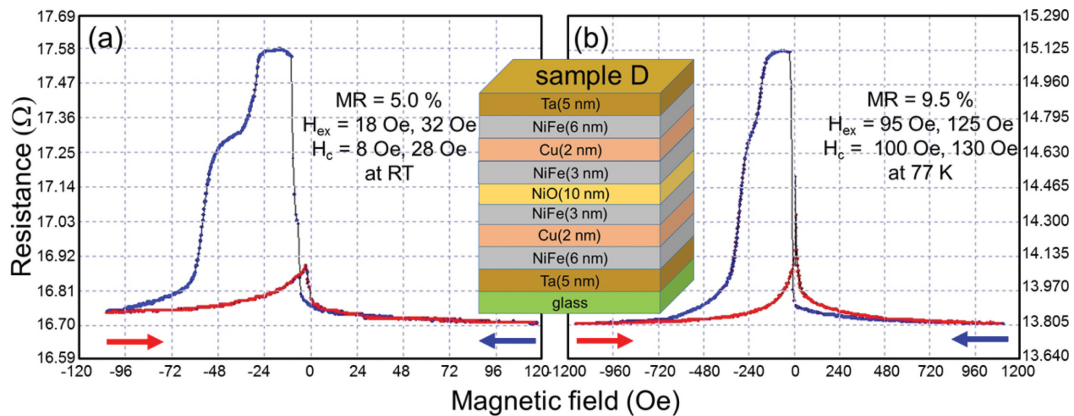 17.69
17.58
17.47
17.36
17.25
17.14
17.03
16.92
16.81
16.70
16.59
Resistance (Ω)
(a)
MR = 5.0 %
Hex = 18 Oe, 32 Oe
Hc = 8 Oe, 28 Oe
at RT
-120 -96 -72 -48 -24 0 24 48 72 96 120
sample D
Ta(5 nm)
NiFe(6 nm)
Cu(2 nm)
NiFe(3 nm)
NiO(10 nm)
NiFe(3 nm)
Cu(2 nm)
NiFe(6 nm)
Ta(5 nm)
glass
(b)
MR = 9.5 %
Hex = 95 Oe, 125 Oe
Hc = 100 Oe, 130 Oe
at 77 K
15.290
15.125
14.960
14.795
14.630
14.465
14.300
14.135
13.970
13.805
13.640
-960 -720 -480 -240 0 240 480 720 960 1200
Magnetic field (Oe)